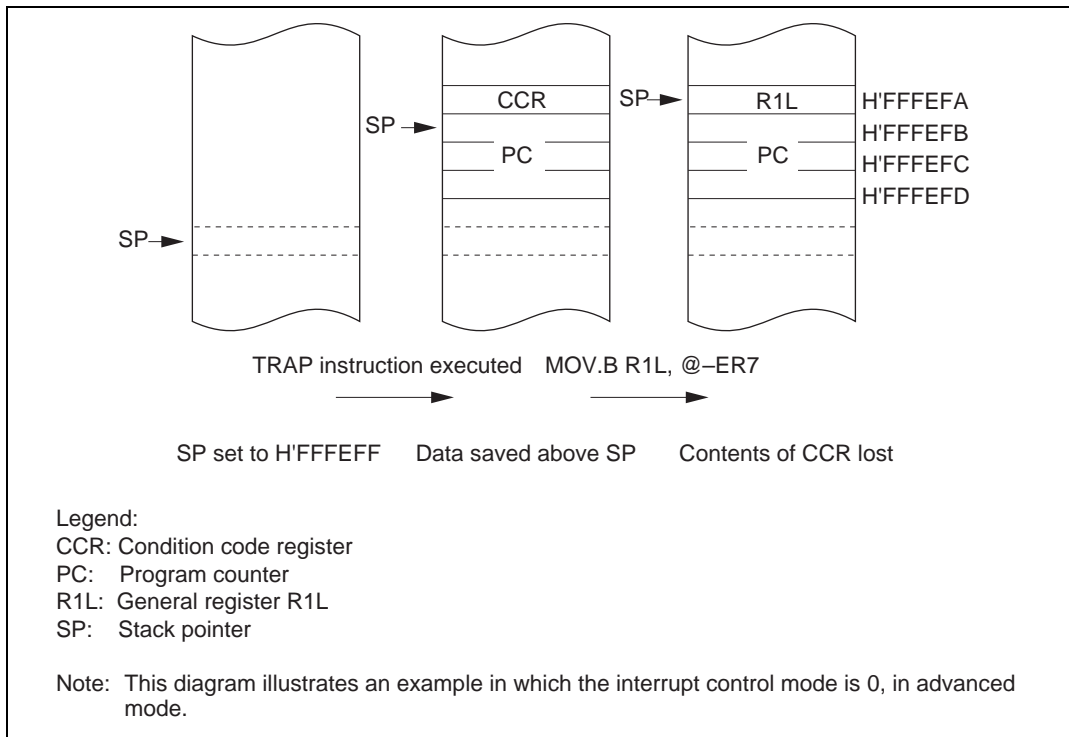 CCR
SP
R1L
H'FFFEFA
SP
H'FFFEFB
PC
PC
H'FFFEFC
H'FFFEFD
SP
TRAP instruction executed
MOV.B R1L, @–ER7
SP set to H'FFFEFF
Data saved above SP
Contents of CCR lost
Legend:
CCR: Condition code register
PC: Program counter
R1L: General register R1L
SP: Stack pointer
Note: This diagram illustrates an example in which the interrupt control mode is 0, in advanced
mode.